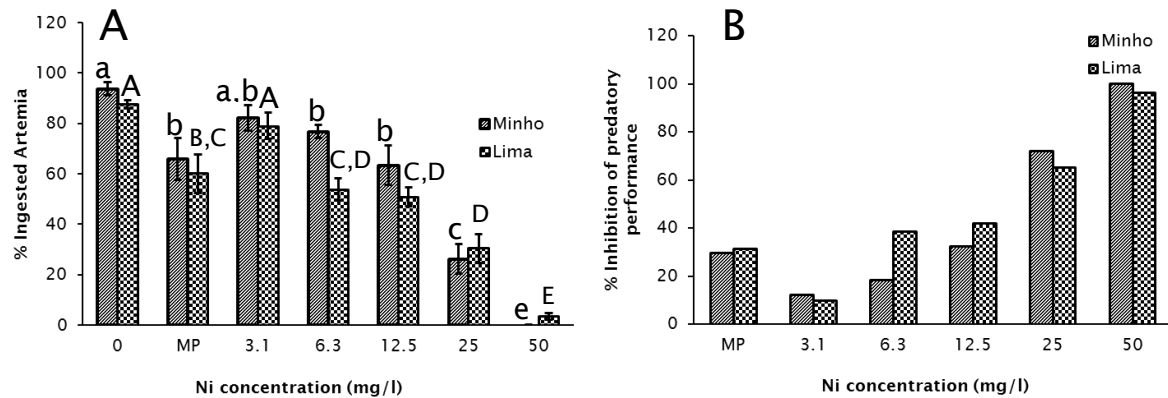 A
120
100
80
60
40
20
0
% Ingested Artemia
a
A
b
B,C
a.b
A
b
C,D
b
C,D
c
D
e
E
Minho
Lima
0 MP 3.1 6.3 12.5 25 50
Ni concentration (mg/l)
B
120
100
80
60
40
20
0
% Inhibition of predatory
performance
Minho
Lima
MP 3.1 6.3 12.5 25 50
Ni concentration (mg/l)